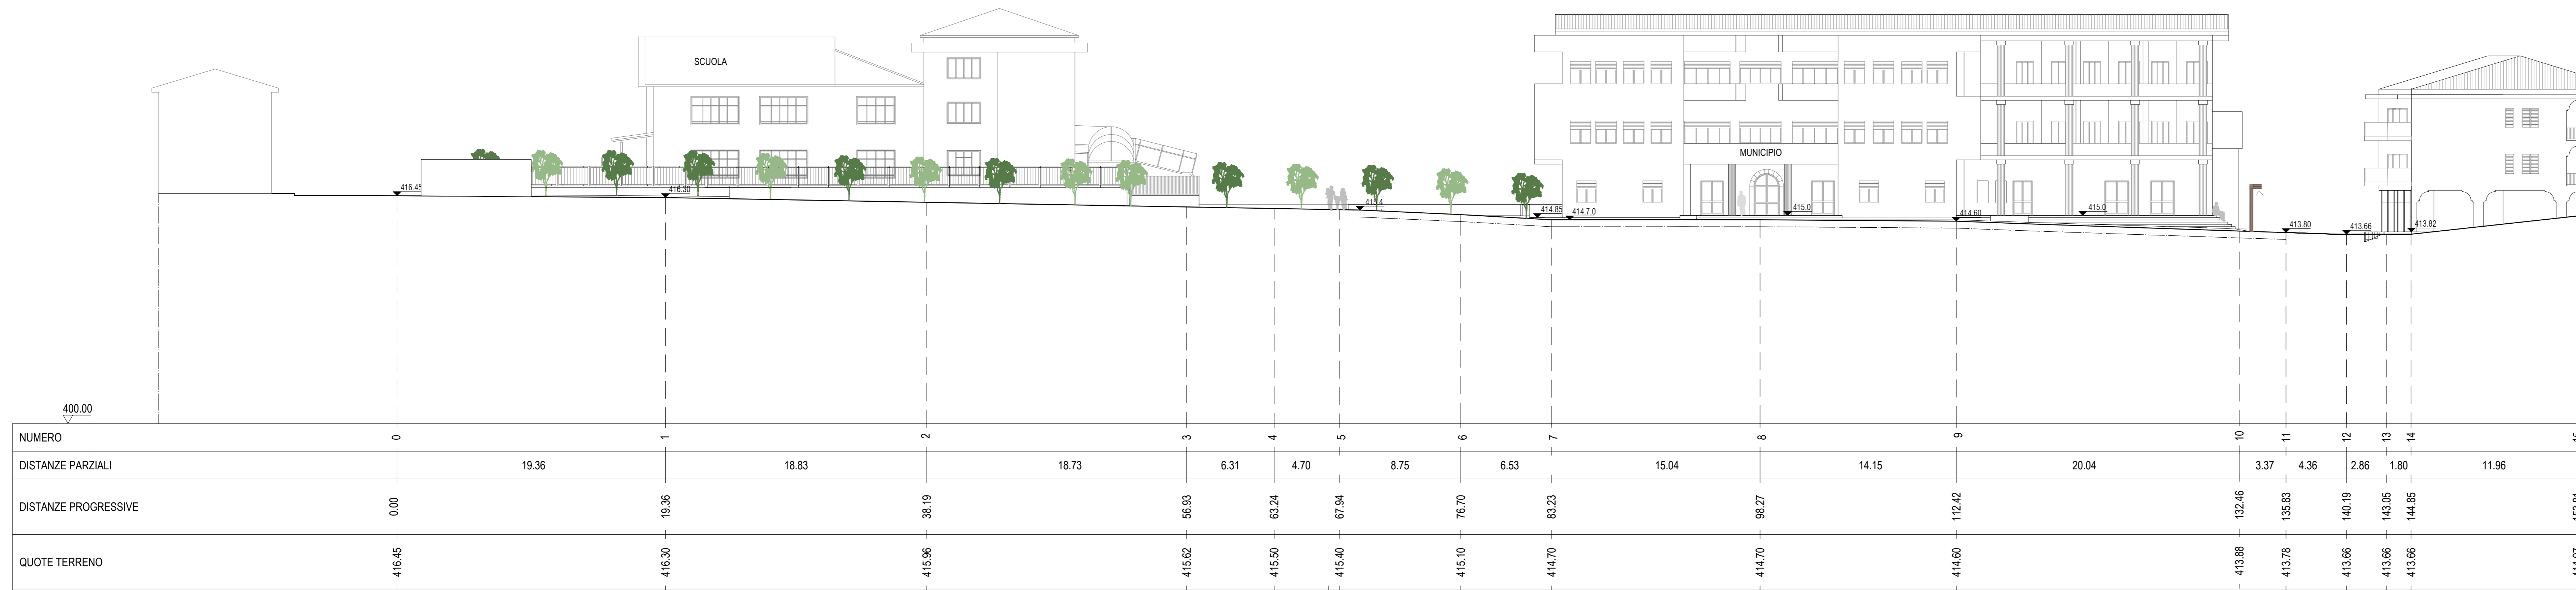 SCUOLA
MUNICIPIO
416.45
416.30
415.4
414.85
414.7.0
415.0
414.60
415.0
413.80
413.66
413.82
400.00
NUMERO 0 1 2 3 4 5 6 7 8 9 10 11 12 13 14
DISTANZE PARZIALI 19.36 18.83 18.73 6.31 4.70 8.75 6.53 15.04 14.15 20.04 3.37 4.36 2.86 1.80 11.96
DISTANZE PROGRESSIVE 0.00 19.36 38.19 56.93 63.24 67.94 76.70 83.23 98.27 112.42 132.46 135.83 140.19 143.05 144.85
QUOTE TERRENO 416.45 416.30 415.96 415.62 415.50 415.40 415.10 414.70 414.70 414.60 413.88 413.78 413.66 413.66 413.66